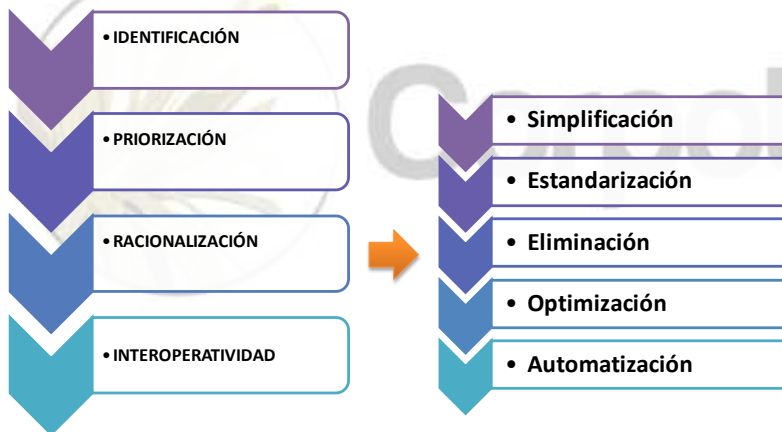 • IDENTIFICACIÓN
• PRIORIZACIÓN
• RACIONALIZACIÓN
• INTEROPERATIVIDAD
• Simplificación
• Estandarización
• Eliminación
• Optimización
• Automatización